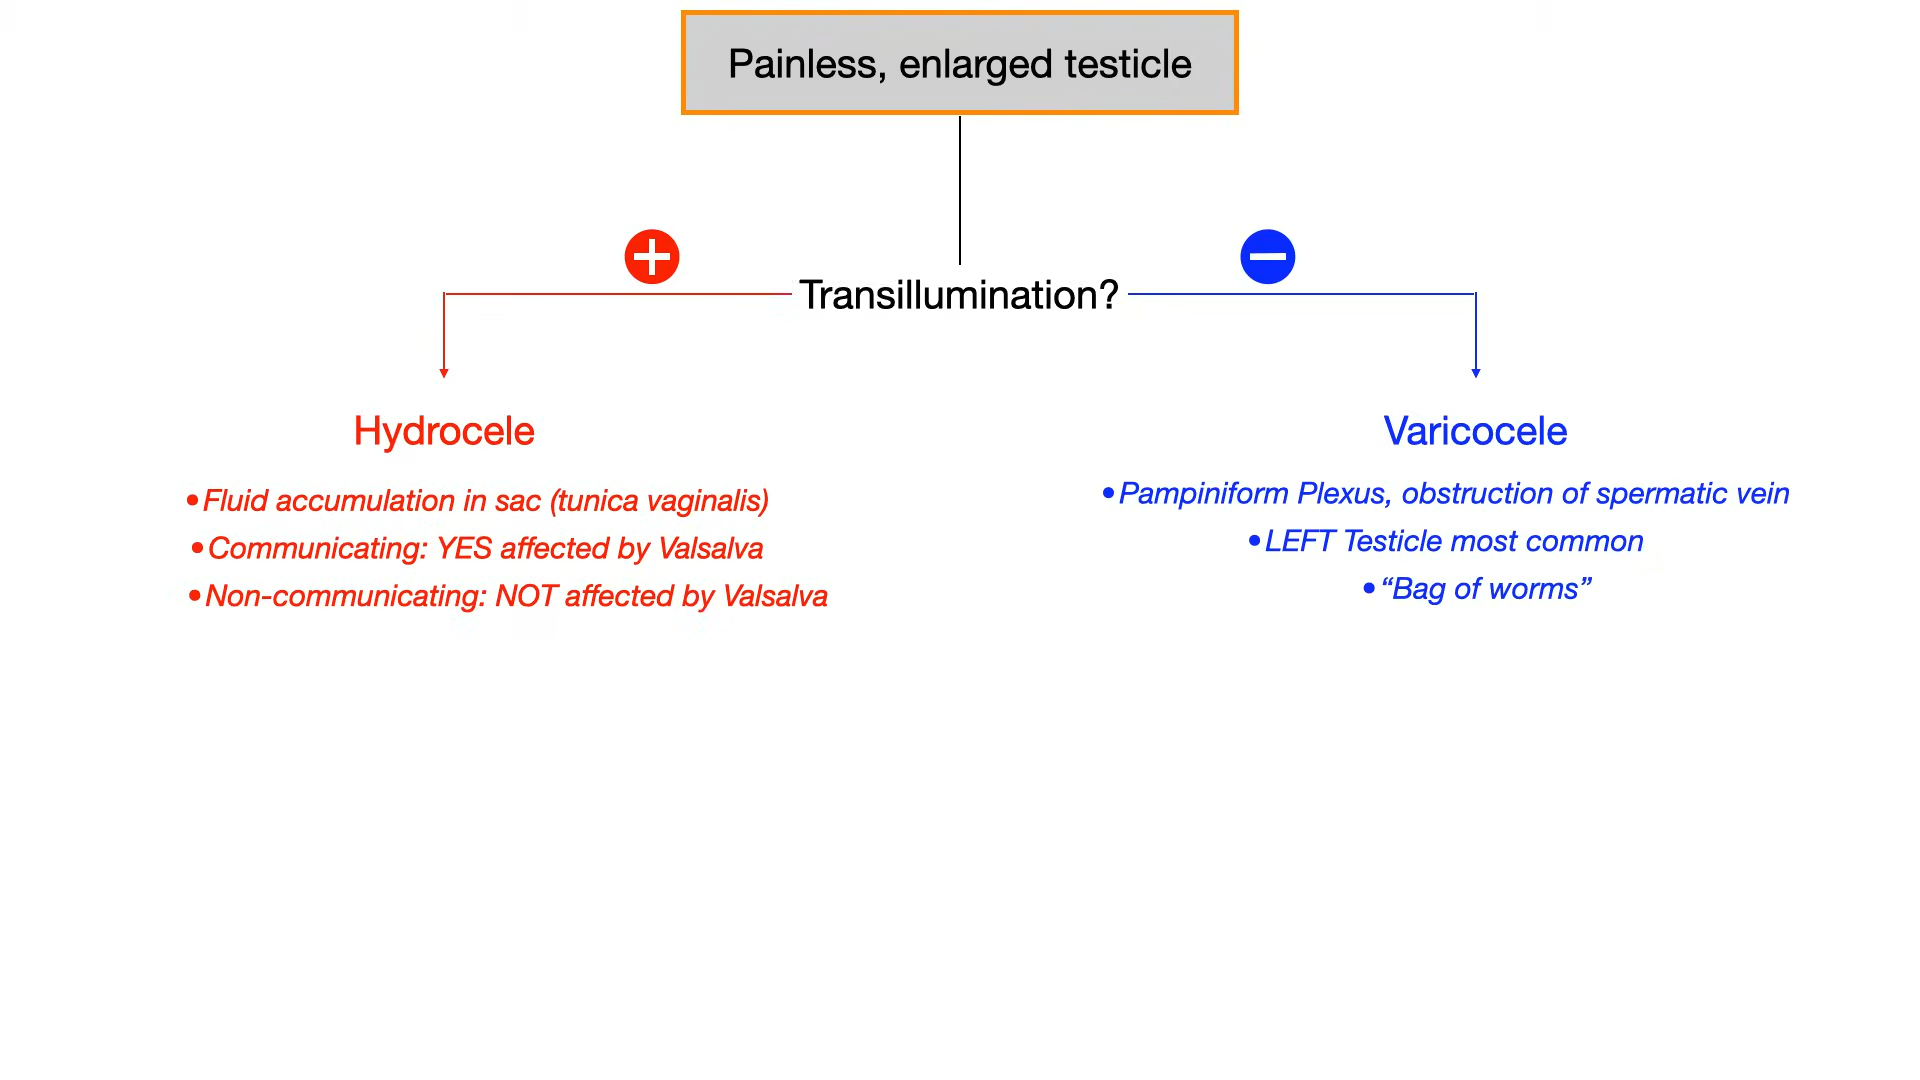 Painless, enlarged testicle
Transillumination?
Hydrocele
•Fluid accumulation in sac (tunica vaginalis)
•Communicating: YES affected by Valsalva
•Non-communicating: NOT affected by Valsalva
Varicocele
•Pampiniform Plexus, obstruction of spermatic vein
•LEFT Testicle most common
•“Bag of worms”